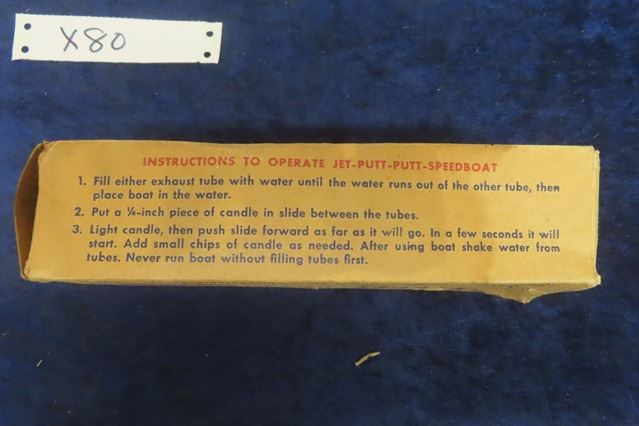 X80
INSTRUCTIONS TO OPERATE JET-PUTT-PUTT-SPEEDBOAT
1. Fill either exhaust tube with water until the water runs out of the other tube, then
place boat in the water.
2. Put a ¼-inch piece of candle in slide between the tubes.
3. Light candle, then push slide forward as far as it will go. In a few seconds it will
start. Add small chips of candle as needed. After using boat shake water from
tubes. Never run boat without filling tubes first.